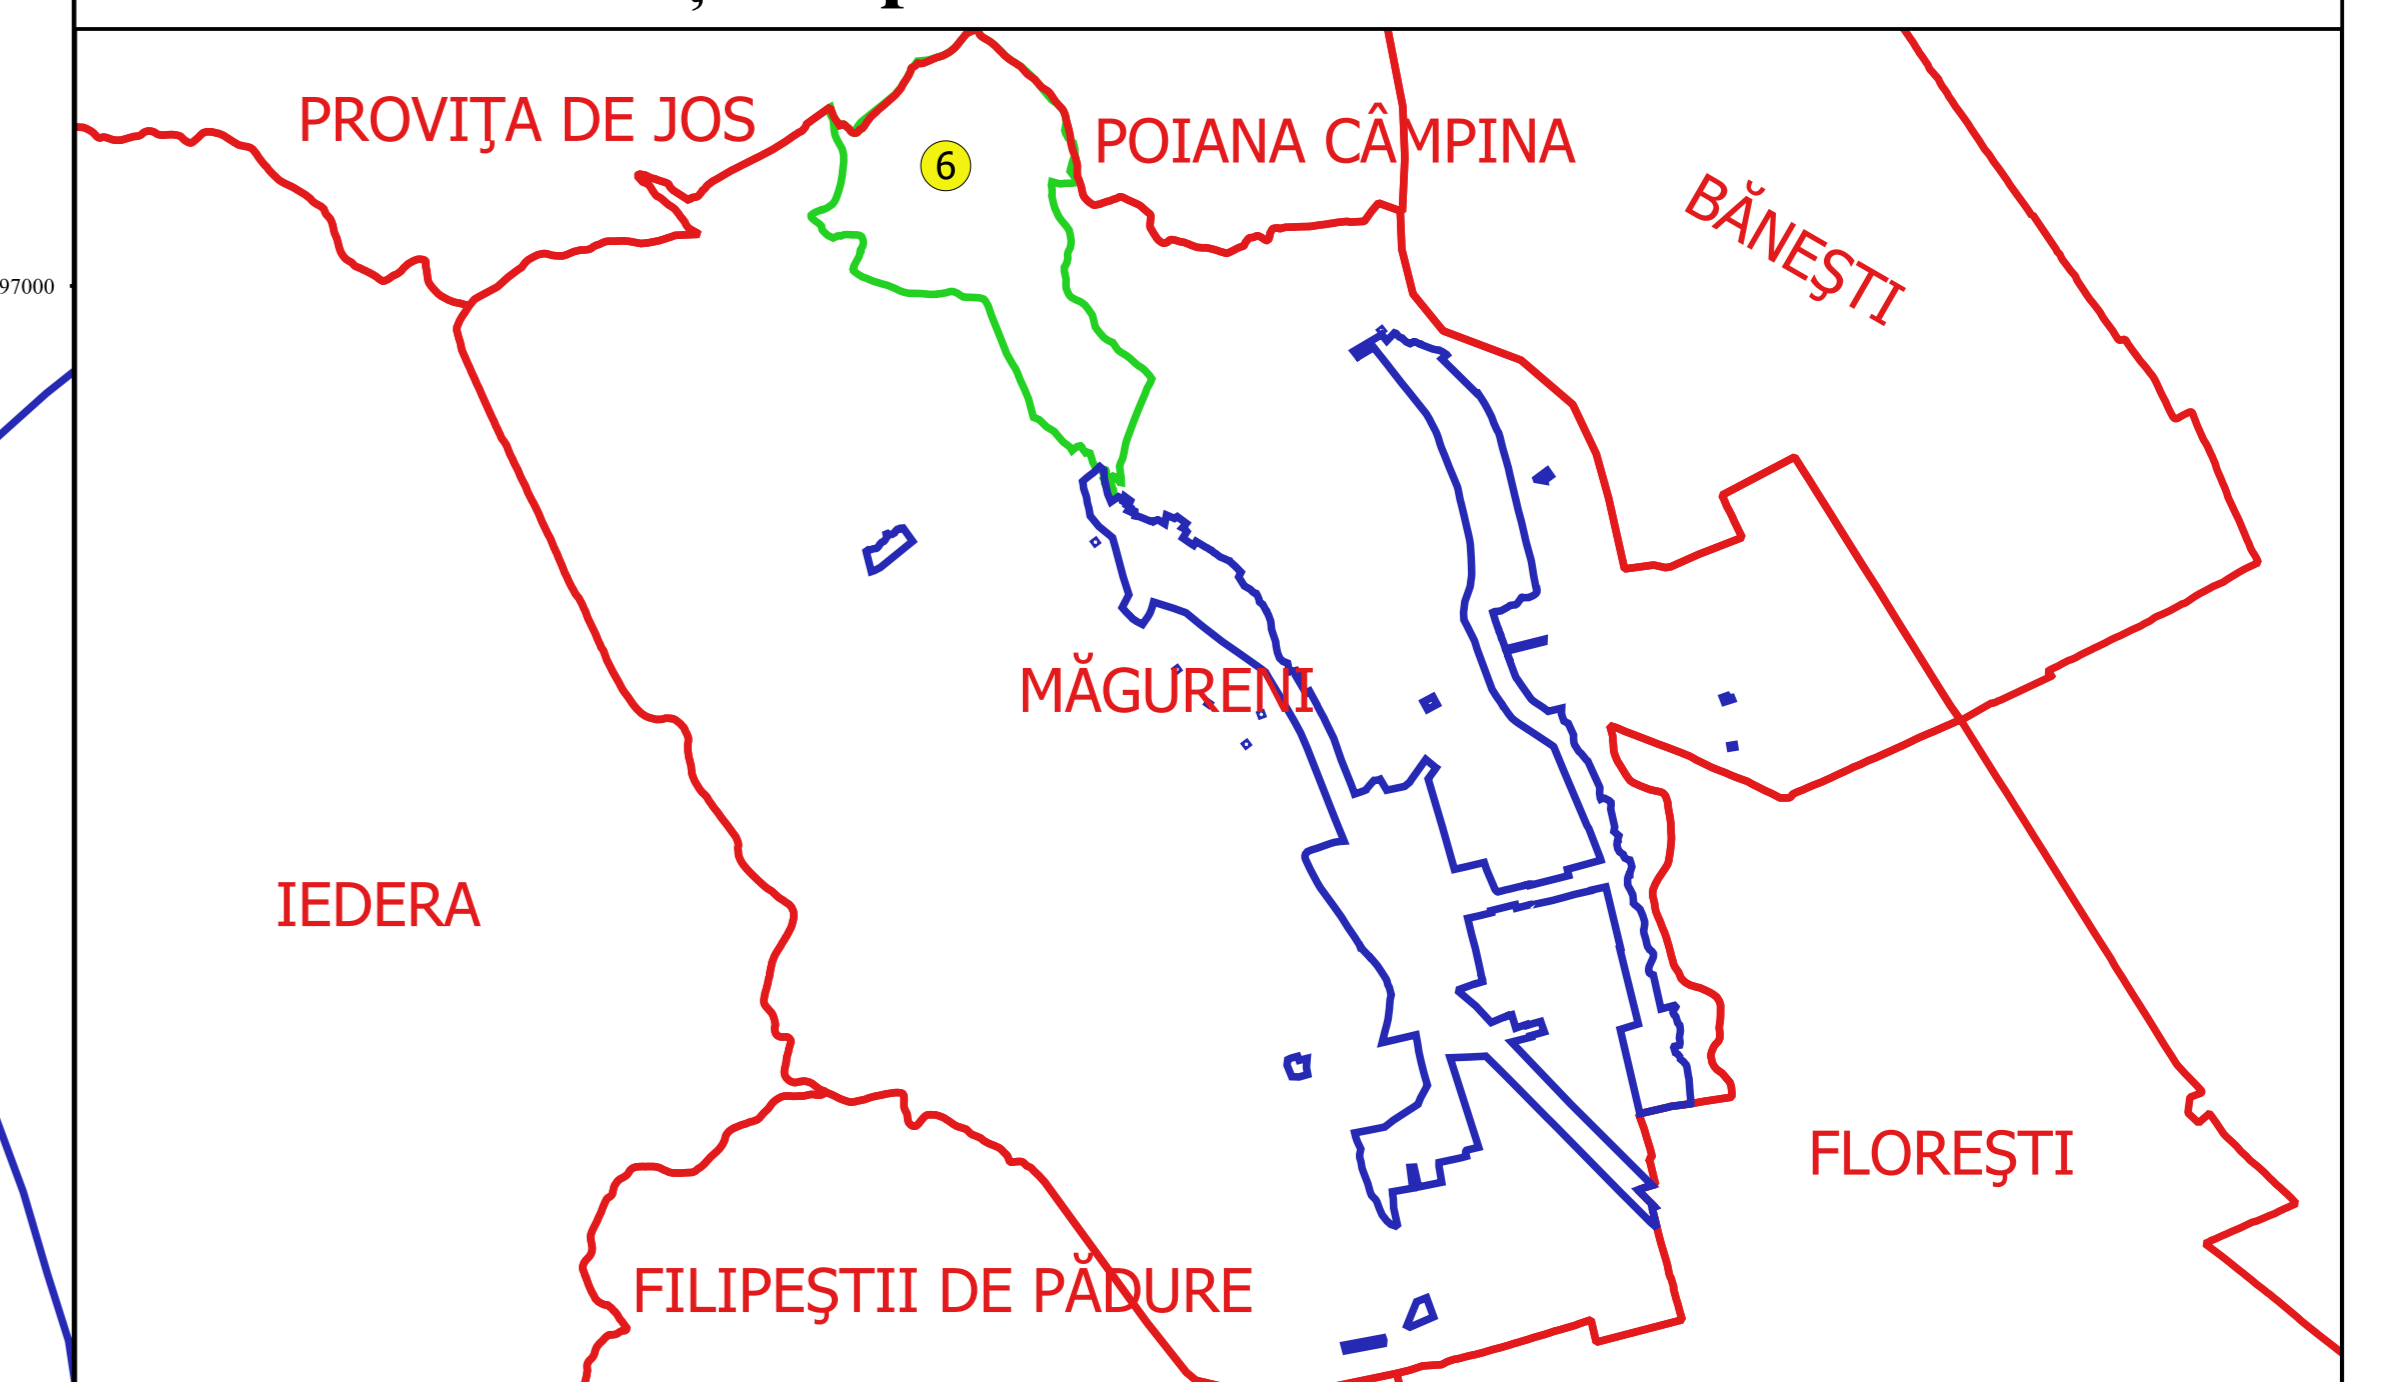 PROVIŢA DE JOS
POIANA CÂMPINA
6
BĂNEŞTI
97000
MĂGURENI
IEDERA
FLOREŞTI
FILIPEŞTII DE PĂDURE